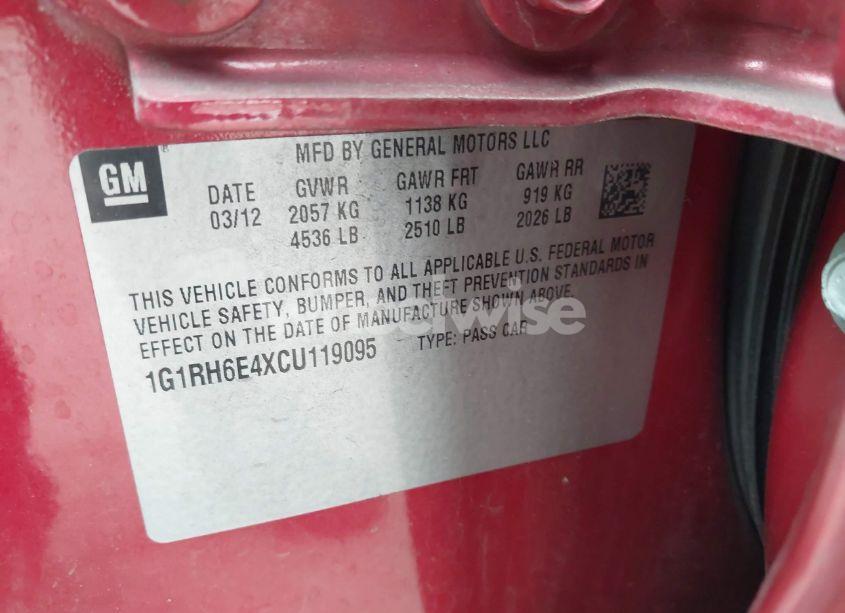 GM
MFD BY GENERAL MOTORS LLC
DATE GVWR GAWR FRT GAWR RR
03/12 2057 KG 1138 KG 919 KG
4536 LB 2510 LB 2026 LB
THIS VEHICLE CONFORMS TO ALL APPLICABLE U.S. FEDERAL MOTOR
VEHICLE SAFETY, BUMPER, AND THEFT PREVENTION STANDARDS IN
EFFECT ON THE DATE OF MANUFACTURE SHOWN ABOVE.
1G1RH6E4XCU119095 TYPE: PASS CAR